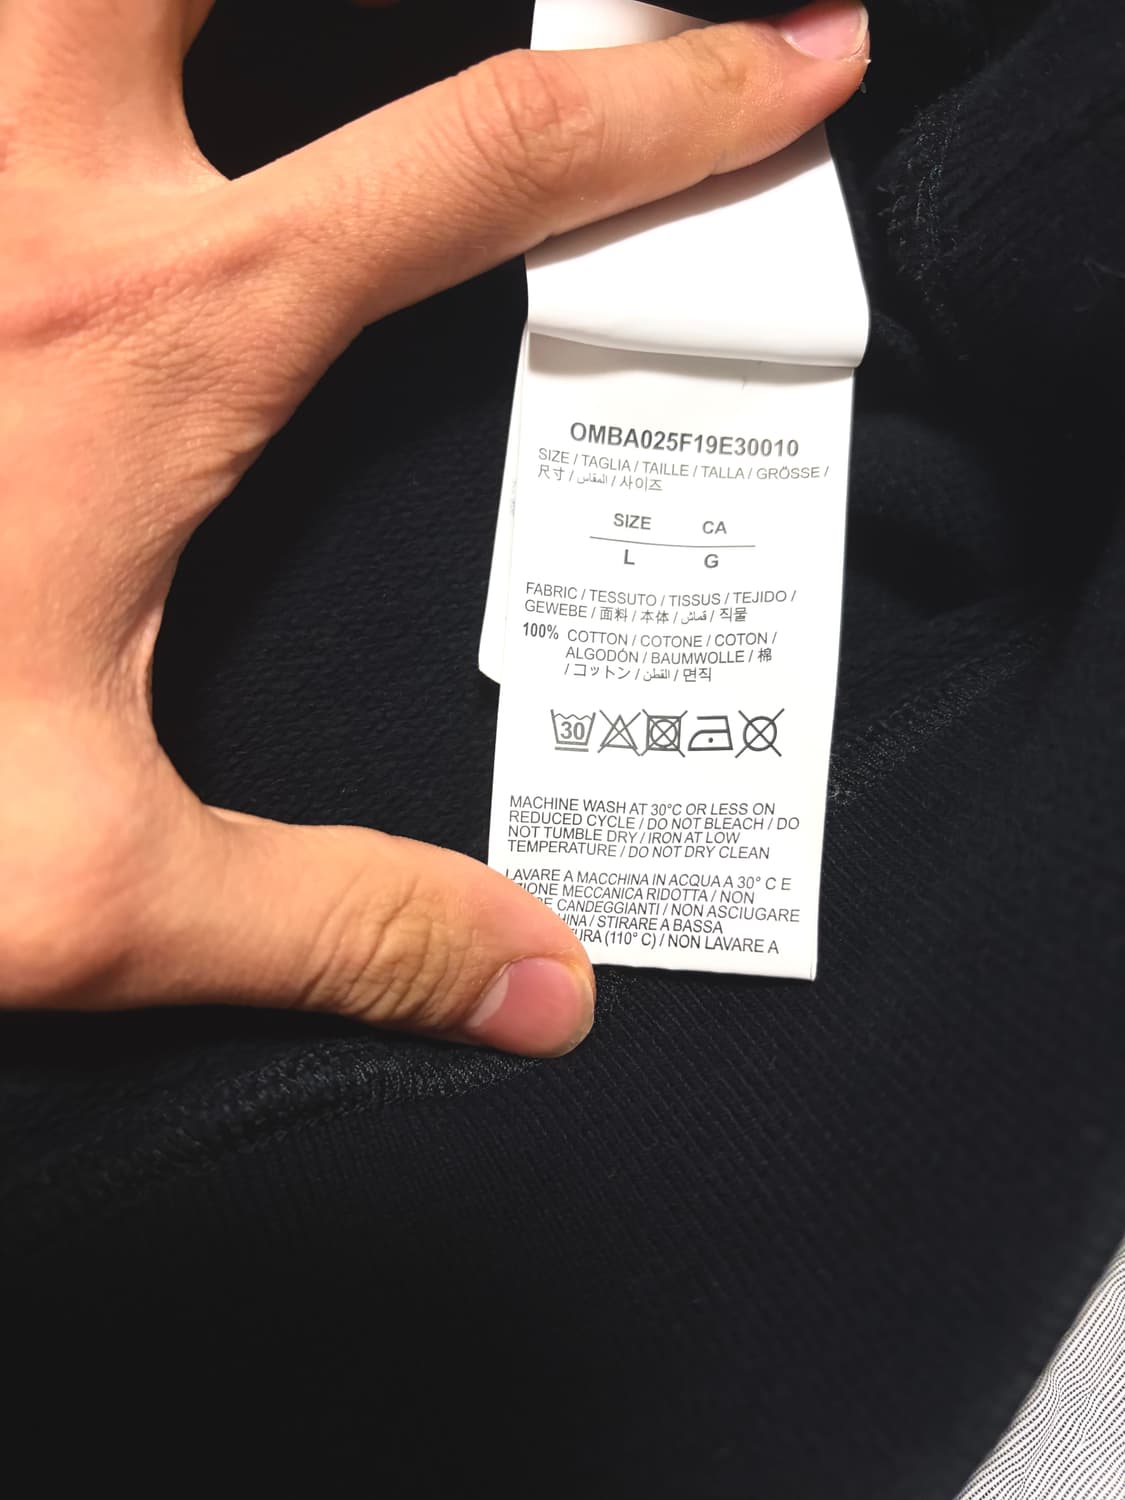 OMBA025F19E30010
SIZE / TAGLIA / TAILLE / TALLA / GRÖSSE /
尺寸 / المقاس / 사이즈
SIZE CA
L G
FABRIC / TESSUTO / TISSUS / TEJIDO /
GEWEBE / 面料 / 本体 / قماش / 직물
100% COTTON / COTONE / COTON /
ALGODÓN / BAUMWOLLE / 棉
/ コットン / القطن / 면직
30
MACHINE WASH AT 30°C OR LESS ON
REDUCED CYCLE / DO NOT BLEACH / DO
NOT TUMBLE DRY / IRON AT LOW
TEMPERATURE / DO NOT DRY CLEAN
LAVARE A MACCHINA IN ACQUA A 30° C E
ZIONE MECCANICA RIDOTTA / NON
CANDEGGIANTI / NON ASCIUGARE
/ STIRARE A BASSA
(110° C) / NON LAVARE A